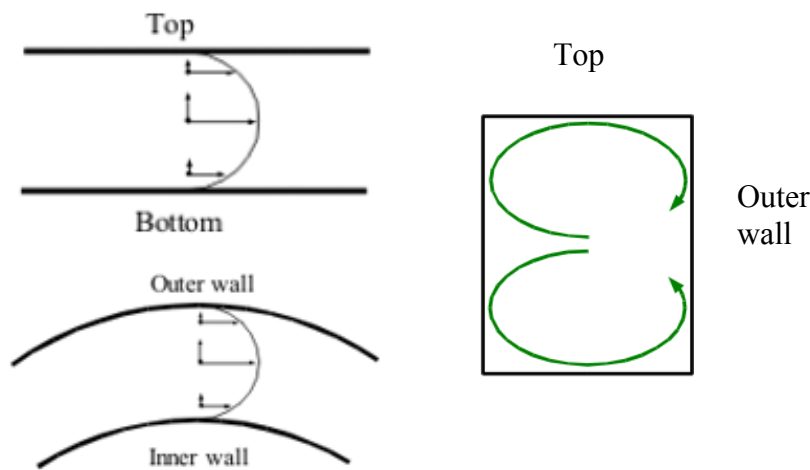 Top
Bottom
Outer wall
Inner wall
Top
Outer
wall